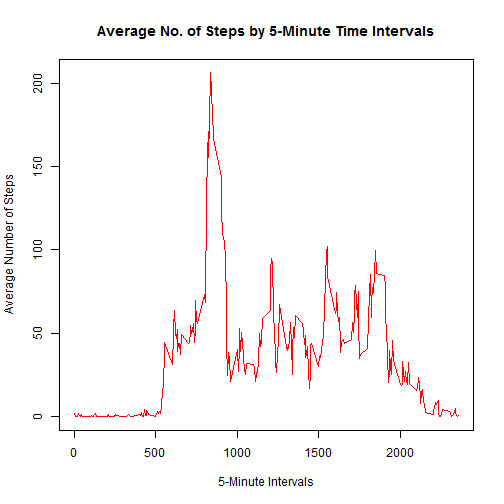 Average No. of Steps by 5-Minute Time Intervals
Average Number of Steps
200
150
100
50
0
0 500 1000 1500 2000
5-Minute Intervals